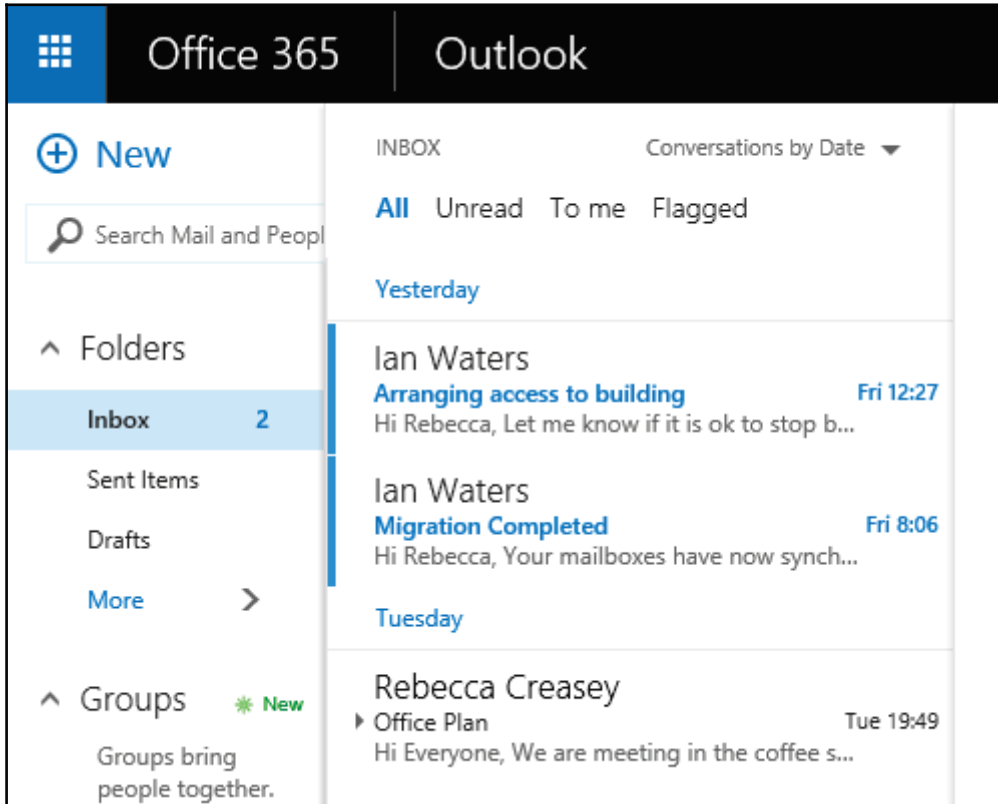 Office 365 Outlook
New
Search Mail and Peopl
Folders
Inbox 2
Sent Items
Drafts
More
Groups New
Groups bring
people together.
INBOX Conversations by Date
All Unread To me Flagged
Yesterday
Ian Waters
Arranging access to building Fri 12:27
Hi Rebecca, Let me know if it is ok to stop b...
Ian Waters
Migration Completed Fri 8:06
Hi Rebecca, Your mailboxes have now synch...
Tuesday
Rebecca Creasey
Office Plan Tue 19:49
Hi Everyone, We are meeting in the coffee s...